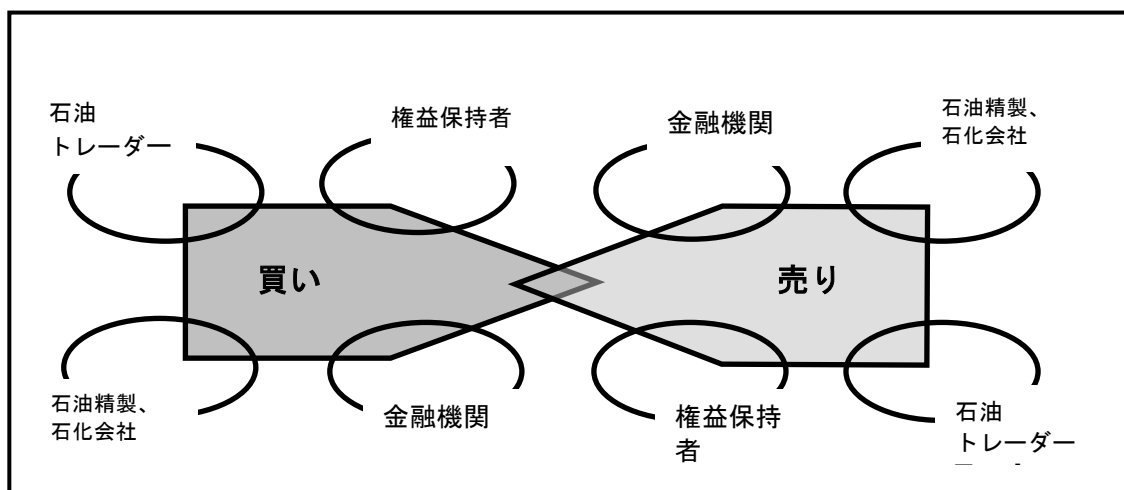 石油
トレーダー
権益保持者
金融機関
石油精製、
石化会社
買い
売り
石油精製、
石化会社
金融機関
権益保持
者
石油
トレーダー